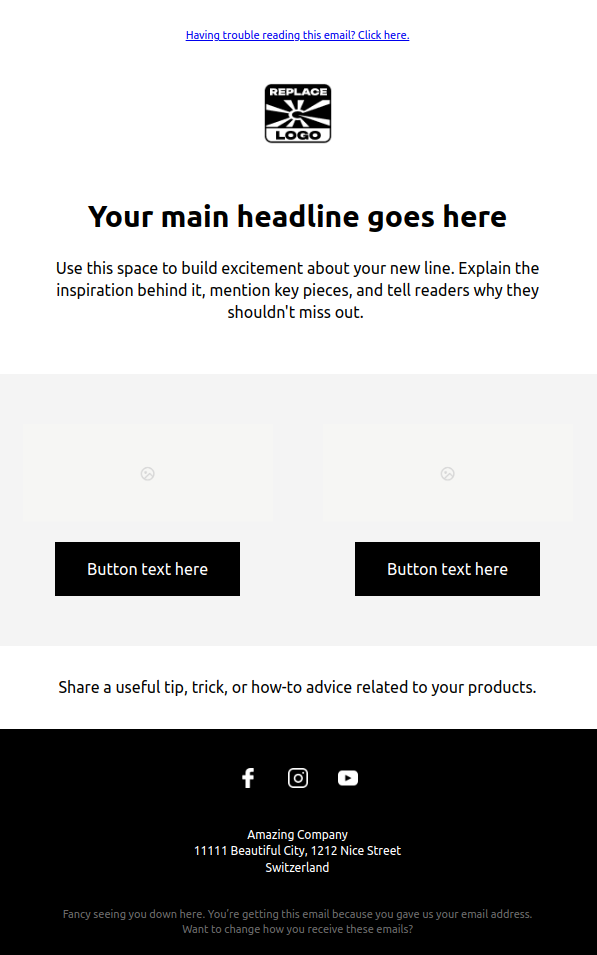 Having trouble reading this email? Click here.
REPLACE
LOGO
Your main headline goes here
Use this space to build excitement about your new line. Explain the
inspiration behind it, mention key pieces, and tell readers why they
shouldn't miss out.
Button text here
Button text here
Share a useful tip, trick, or how-to advice related to your products.
Amazing Company
11111 Beautiful City, 1212 Nice Street
Switzerland
Fancy seeing you down here. You're getting this email because you gave us your email address.
Want to change how you receive these emails?